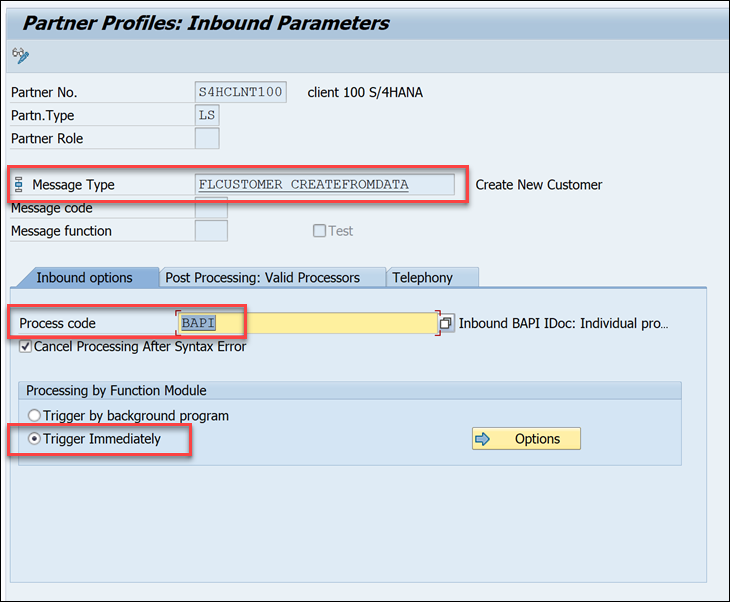 Partner Profiles: Inbound Parameters
Partner No. S4HCLNT100 client 100 S/4HANA
Partn.Type LS
Partner Role
Message Type FLCUSTOMER_CREATEFROMDATA Create New Customer
Message code
Message function Test
Inbound options Post Processing: Valid Processors Telephony
Process code BAPI Inbound BAPI IDoc: Individual pro...
Cancel Processing After Syntax Error
Processing by Function Module
Trigger by background program
Trigger Immediately Options